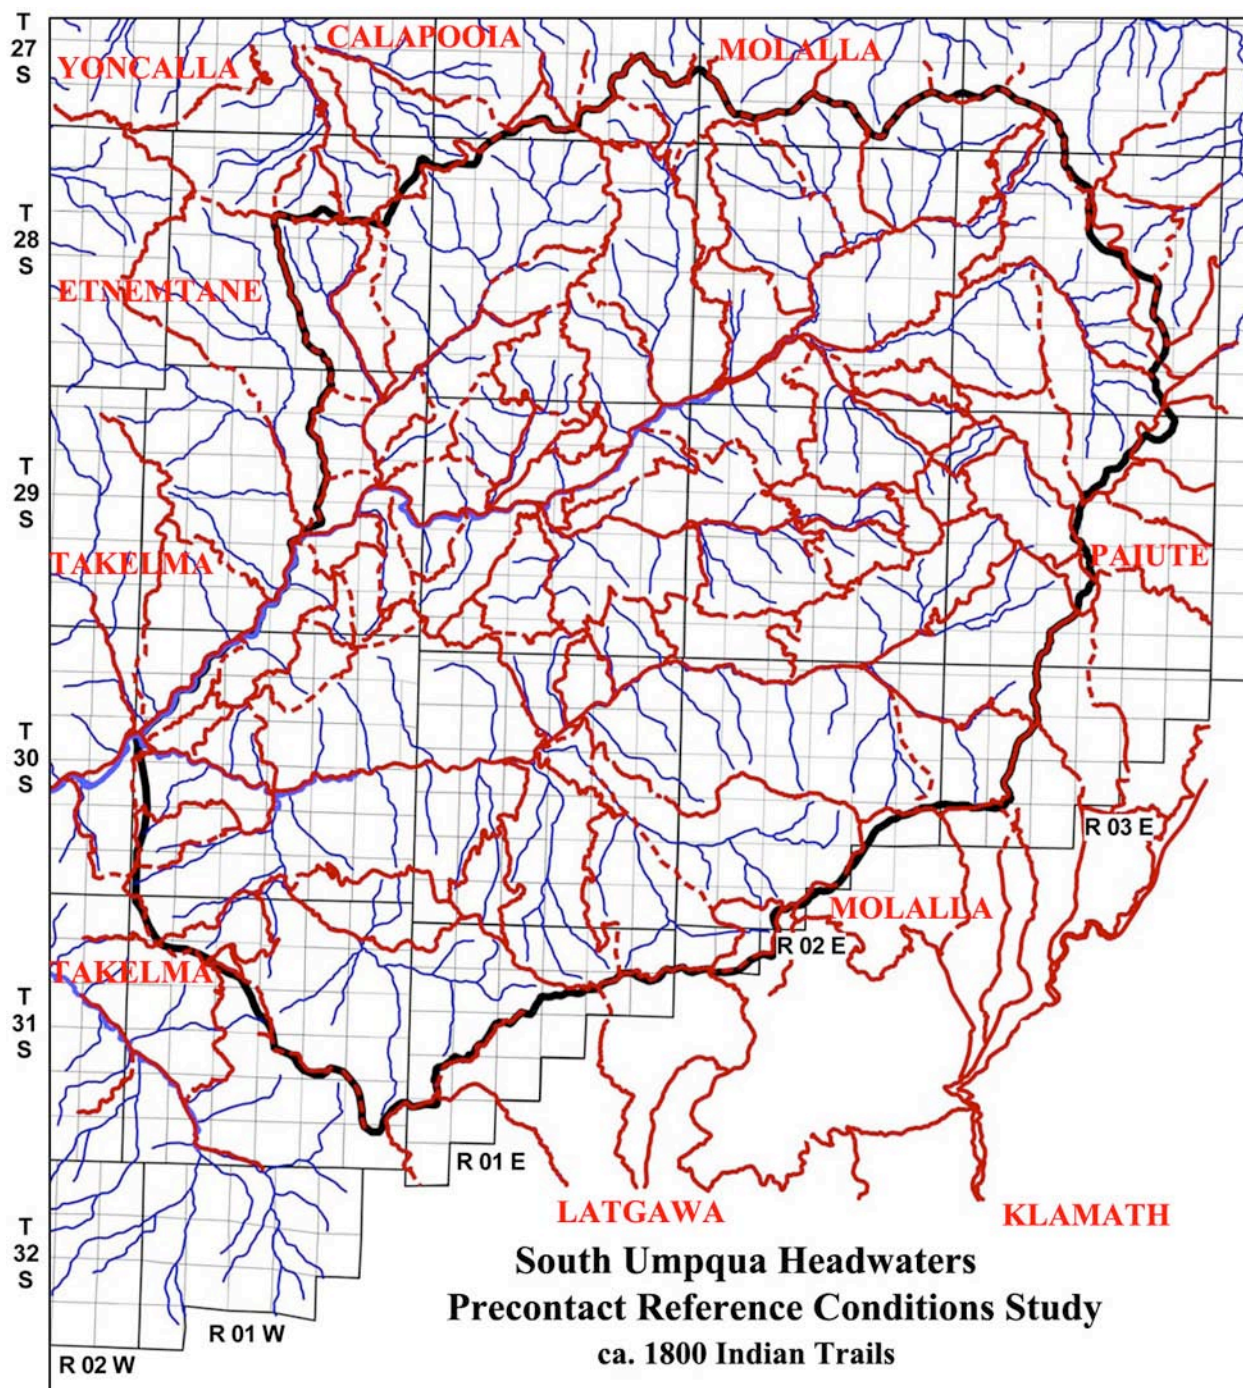 T
27
S
CALAPOOIA
MOLALLA
YONCALLA
T
28
S
ETNEMTANE
T
29
S
TAKELMA
PAIUTE
T
30
S
R 03 E
MOLALLA
R 02 E
TAKELMA
T
31
S
R 01 E
LATGAWA
KLAMATH
T
32
S
South Umpqua Headwaters
Precontact Reference Conditions Study
ca. 1800 Indian Trails
R 01 W
R 02 W